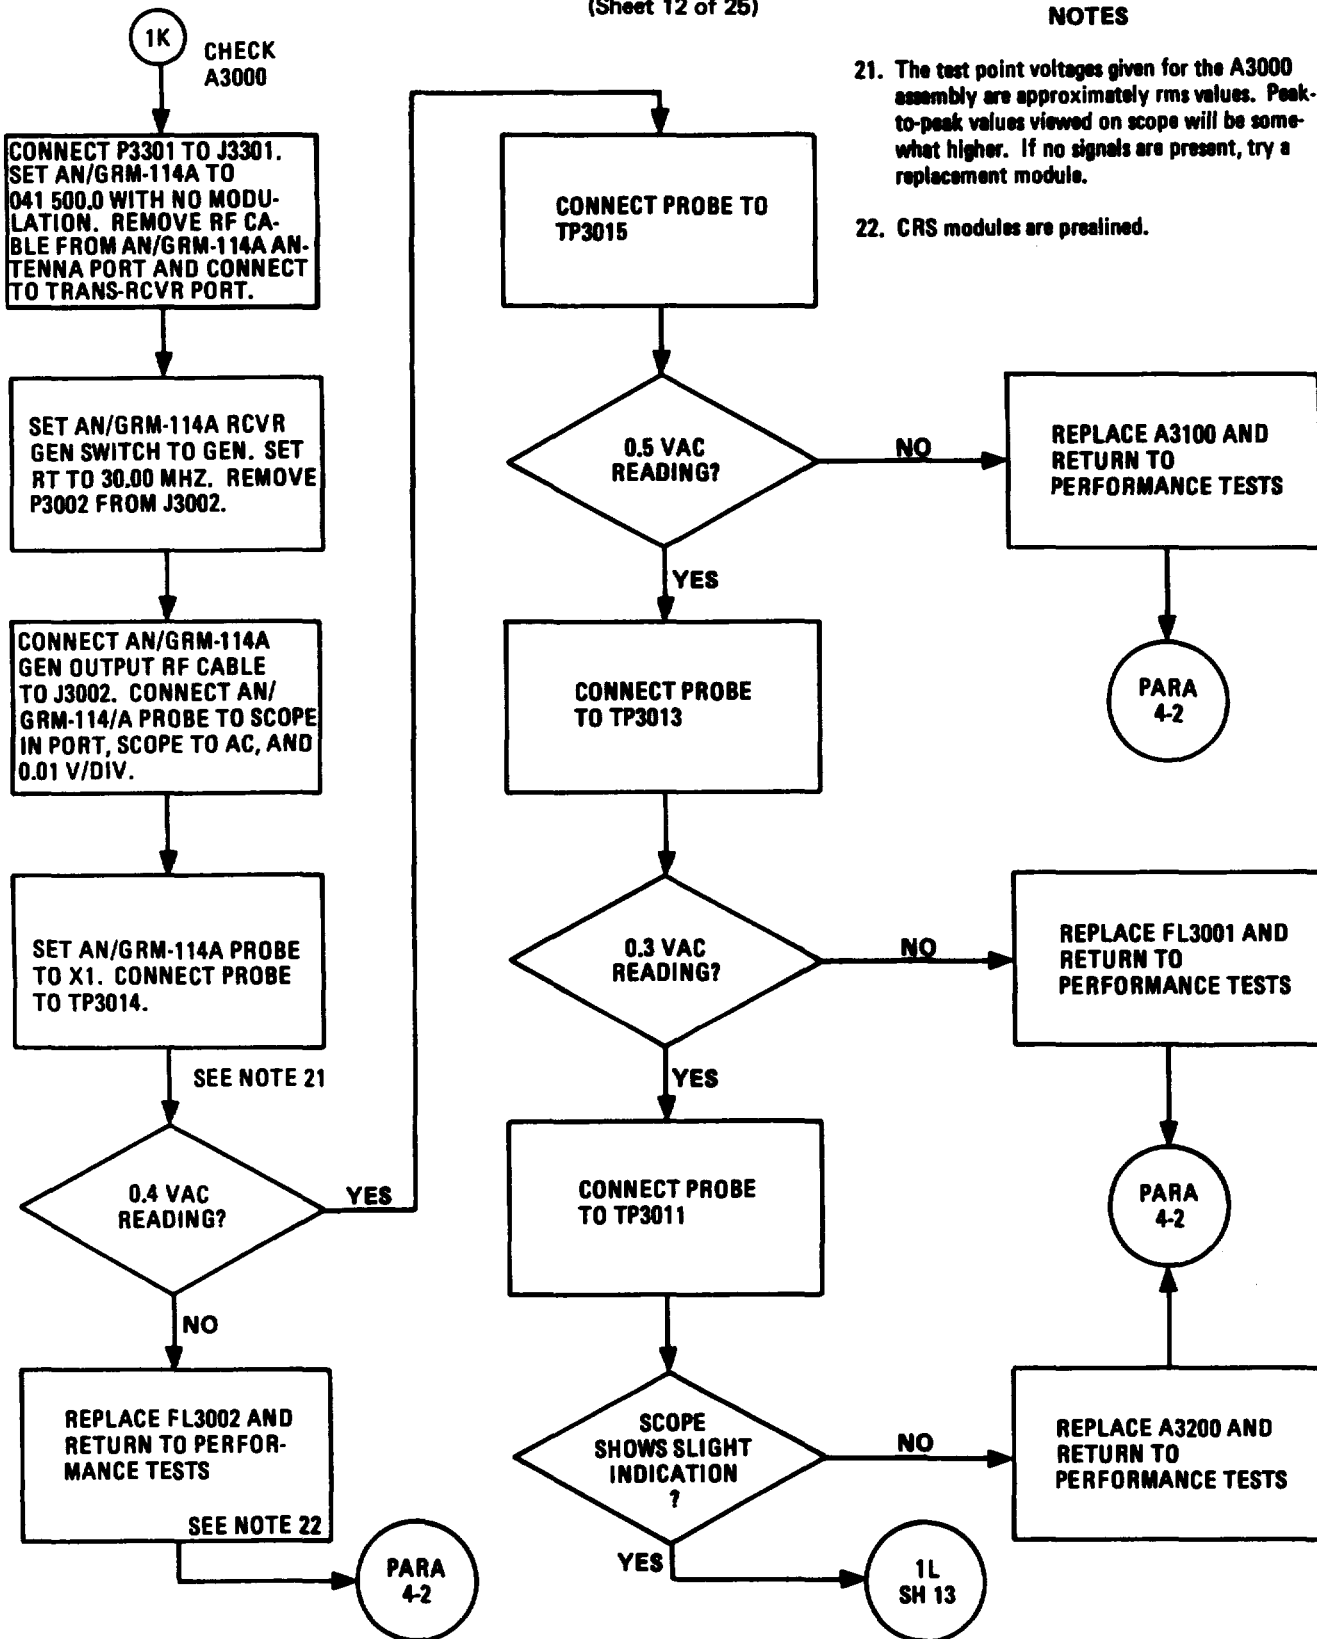 (Sheet 12 of 25)
1K
CHECK
A3000
CONNECT P3301 TO J3301.
SET AN/GRM-114A TO
041 500.0 WITH NO MODU-
LATION. REMOVE RF CA-
BLE FROM AN/GRM-114A AN-
TENNA PORT AND CONNECT
TO TRANS-RCVR PORT.
SET AN/GRM-114A RCVR
GEN SWITCH TO GEN. SET
RT TO 30.00 MHZ. REMOVE
P3002 FROM J3002.
CONNECT AN/GRM-114A
GEN OUTPUT RF CABLE
TO J3002. CONNECT AN/
GRM-114/A PROBE TO SCOPE
IN PORT, SCOPE TO AC, AND
0.01 V/DIV.
SET AN/GRM-114A PROBE
TO X1. CONNECT PROBE
TO TP3014.
SEE NOTE 21
0.4 VAC
READING?
YES
NO
REPLACE FL3002 AND
RETURN TO PERFOR-
MANCE TESTS
SEE NOTE 22
PARA
4-2
CONNECT PROBE TO
TP3015
0.5 VAC
READING?
NO
REPLACE A3100 AND
RETURN TO
PERFORMANCE TESTS
PARA
4-2
YES
CONNECT PROBE
TO TP3013
0.3 VAC
READING?
NO
REPLACE FL3001 AND
RETURN TO
PERFORMANCE TESTS
PARA
4-2
YES
CONNECT PROBE
TO TP3011
SCOPE
SHOWS SLIGHT
INDICATION
?
NO
REPLACE A3200 AND
RETURN TO
PERFORMANCE TESTS
YES
1L
SH 13
NOTES
21. The test point voltages given for the A3000
assembly are approximately rms values. Peak-
to-peak values viewed on scope will be some-
what higher. If no signals are present, try a
replacement module.
22. CRS modules are prealined.